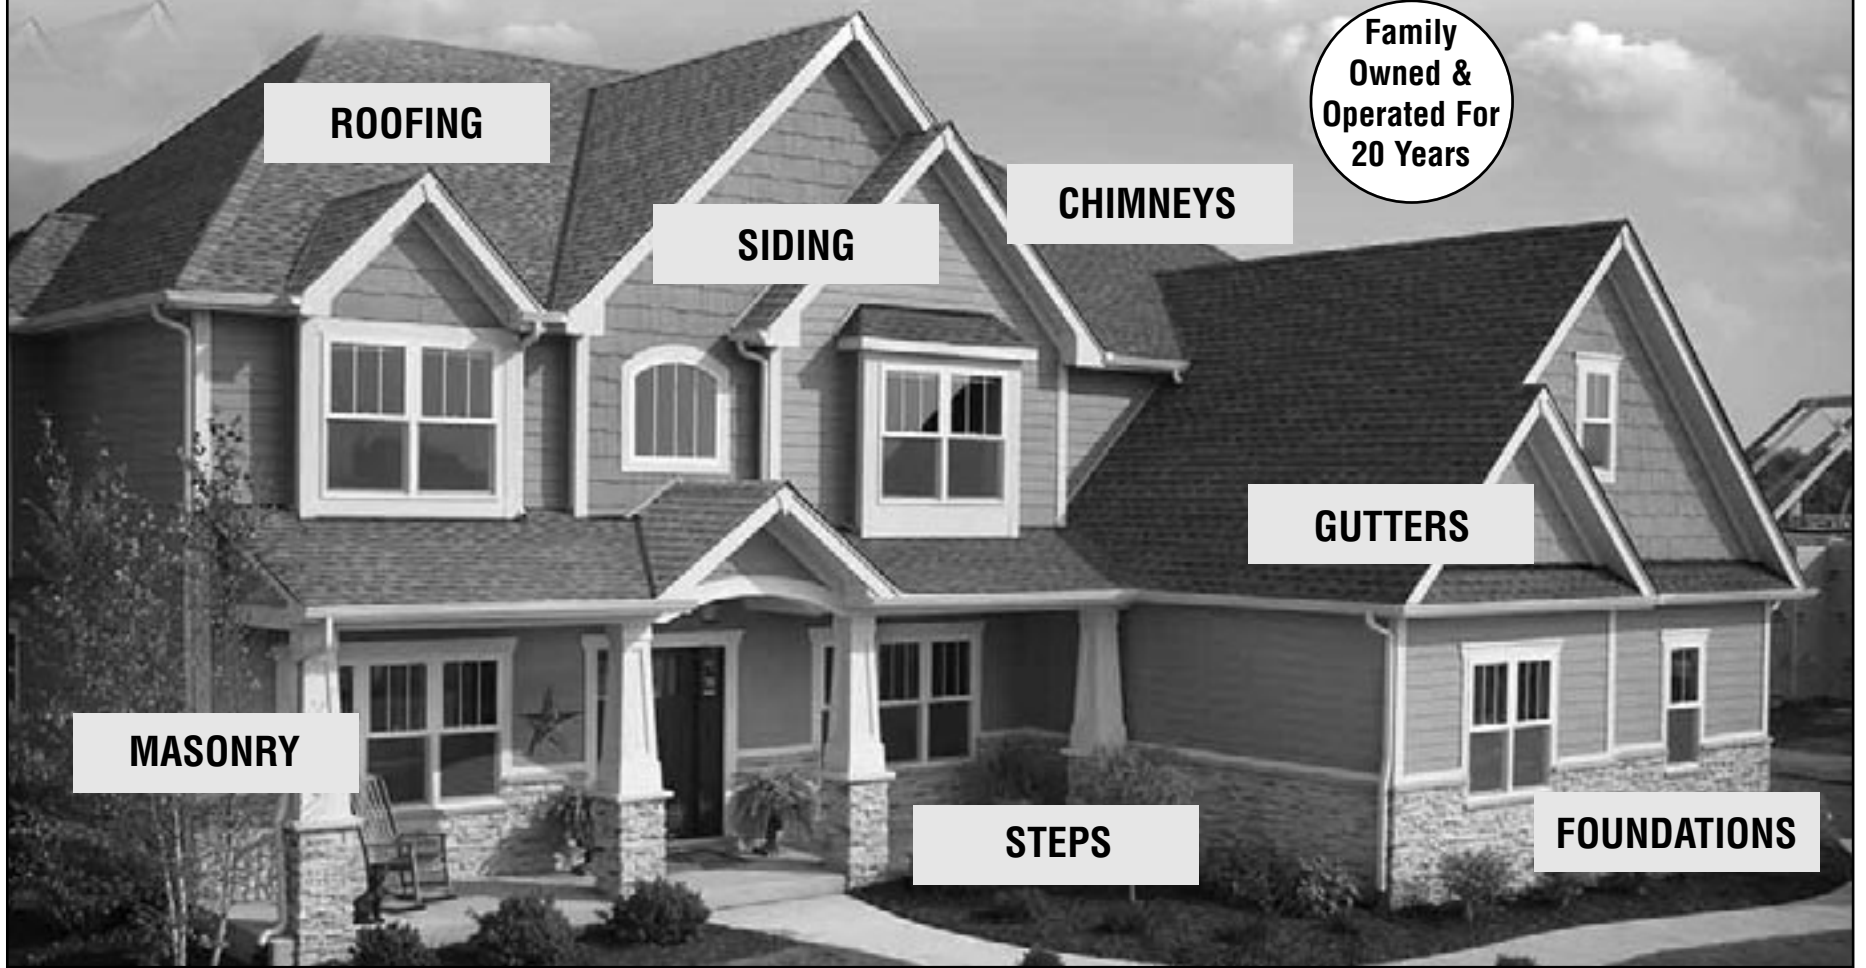 Family
Owned &
Operated For
20 Years
ROOFING
CHIMNEYS
SIDING
GUTTERS
MASONRY
STEPS
FOUNDATIONS